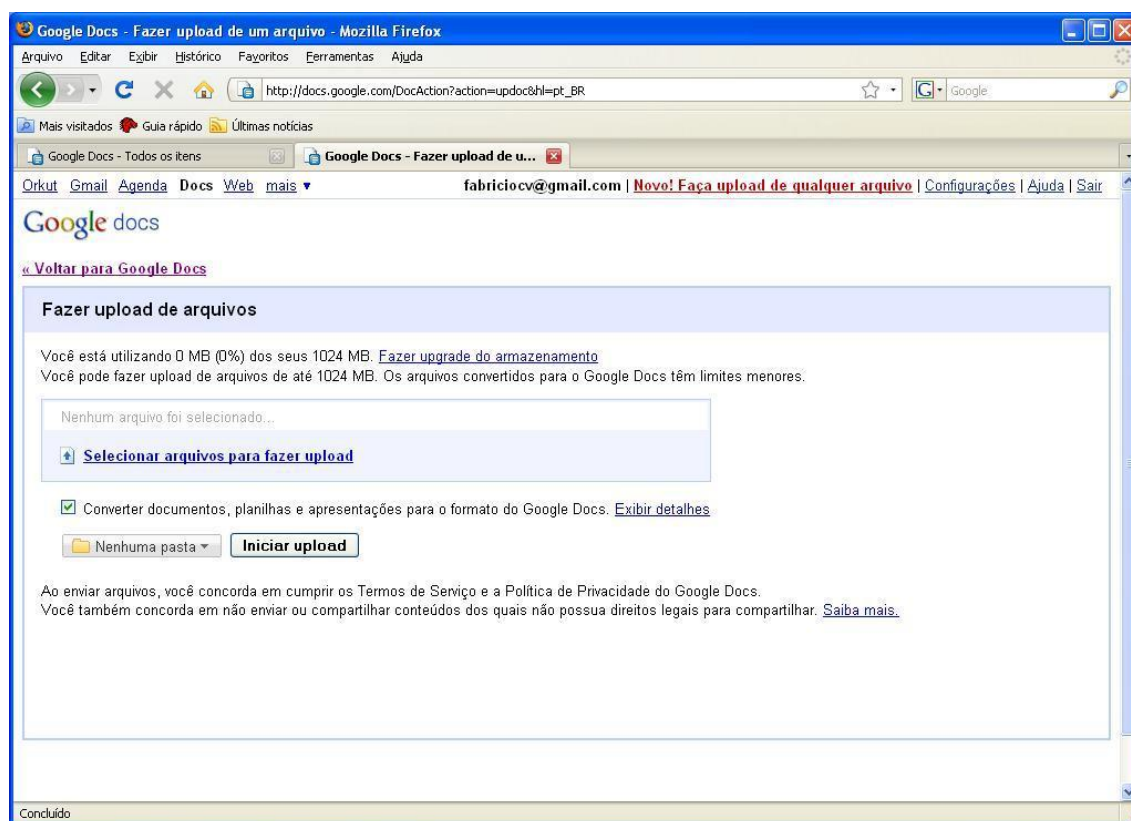 Google Docs - Fazer upload de um arquivo - Mozilla Firefox
Arquivo Editar Exibir Histórico Favoritos Ferramentas Ajuda
http://docs.google.com/DocAction?action=updoc&hl=pt_BR
G Google
Mais visitados Guia rápido Últimas notícias
Google Docs - Todos os itens Google Docs - Fazer upload de u...
Orkut Gmail Agenda Docs Web mais ▼ fabriciocv@gmail.com | Novo! Faça upload de qualquer arquivo | Configurações | Ajuda | Sair
Google docs
« Voltar para Google Docs
Fazer upload de arquivos
Você está utilizando 0 MB (0%) dos seus 1024 MB. Fazer upgrade do armazenamento
Você pode fazer upload de arquivos de até 1024 MB. Os arquivos convertidos para o Google Docs têm limites menores.
Nenhum arquivo foi selecionado...
Selecionar arquivos para fazer upload
Converter documentos, planilhas e apresentações para o formato do Google Docs. Exibir detalhes
Nenhuma pasta ▼ Iniciar upload
Ao enviar arquivos, você concorda em cumprir os Termos de Serviço e a Política de Privacidade do Google Docs.
Você também concorda em não enviar ou compartilhar conteúdos dos quais não possua direitos legais para compartilhar. Saiba mais.
Concluído